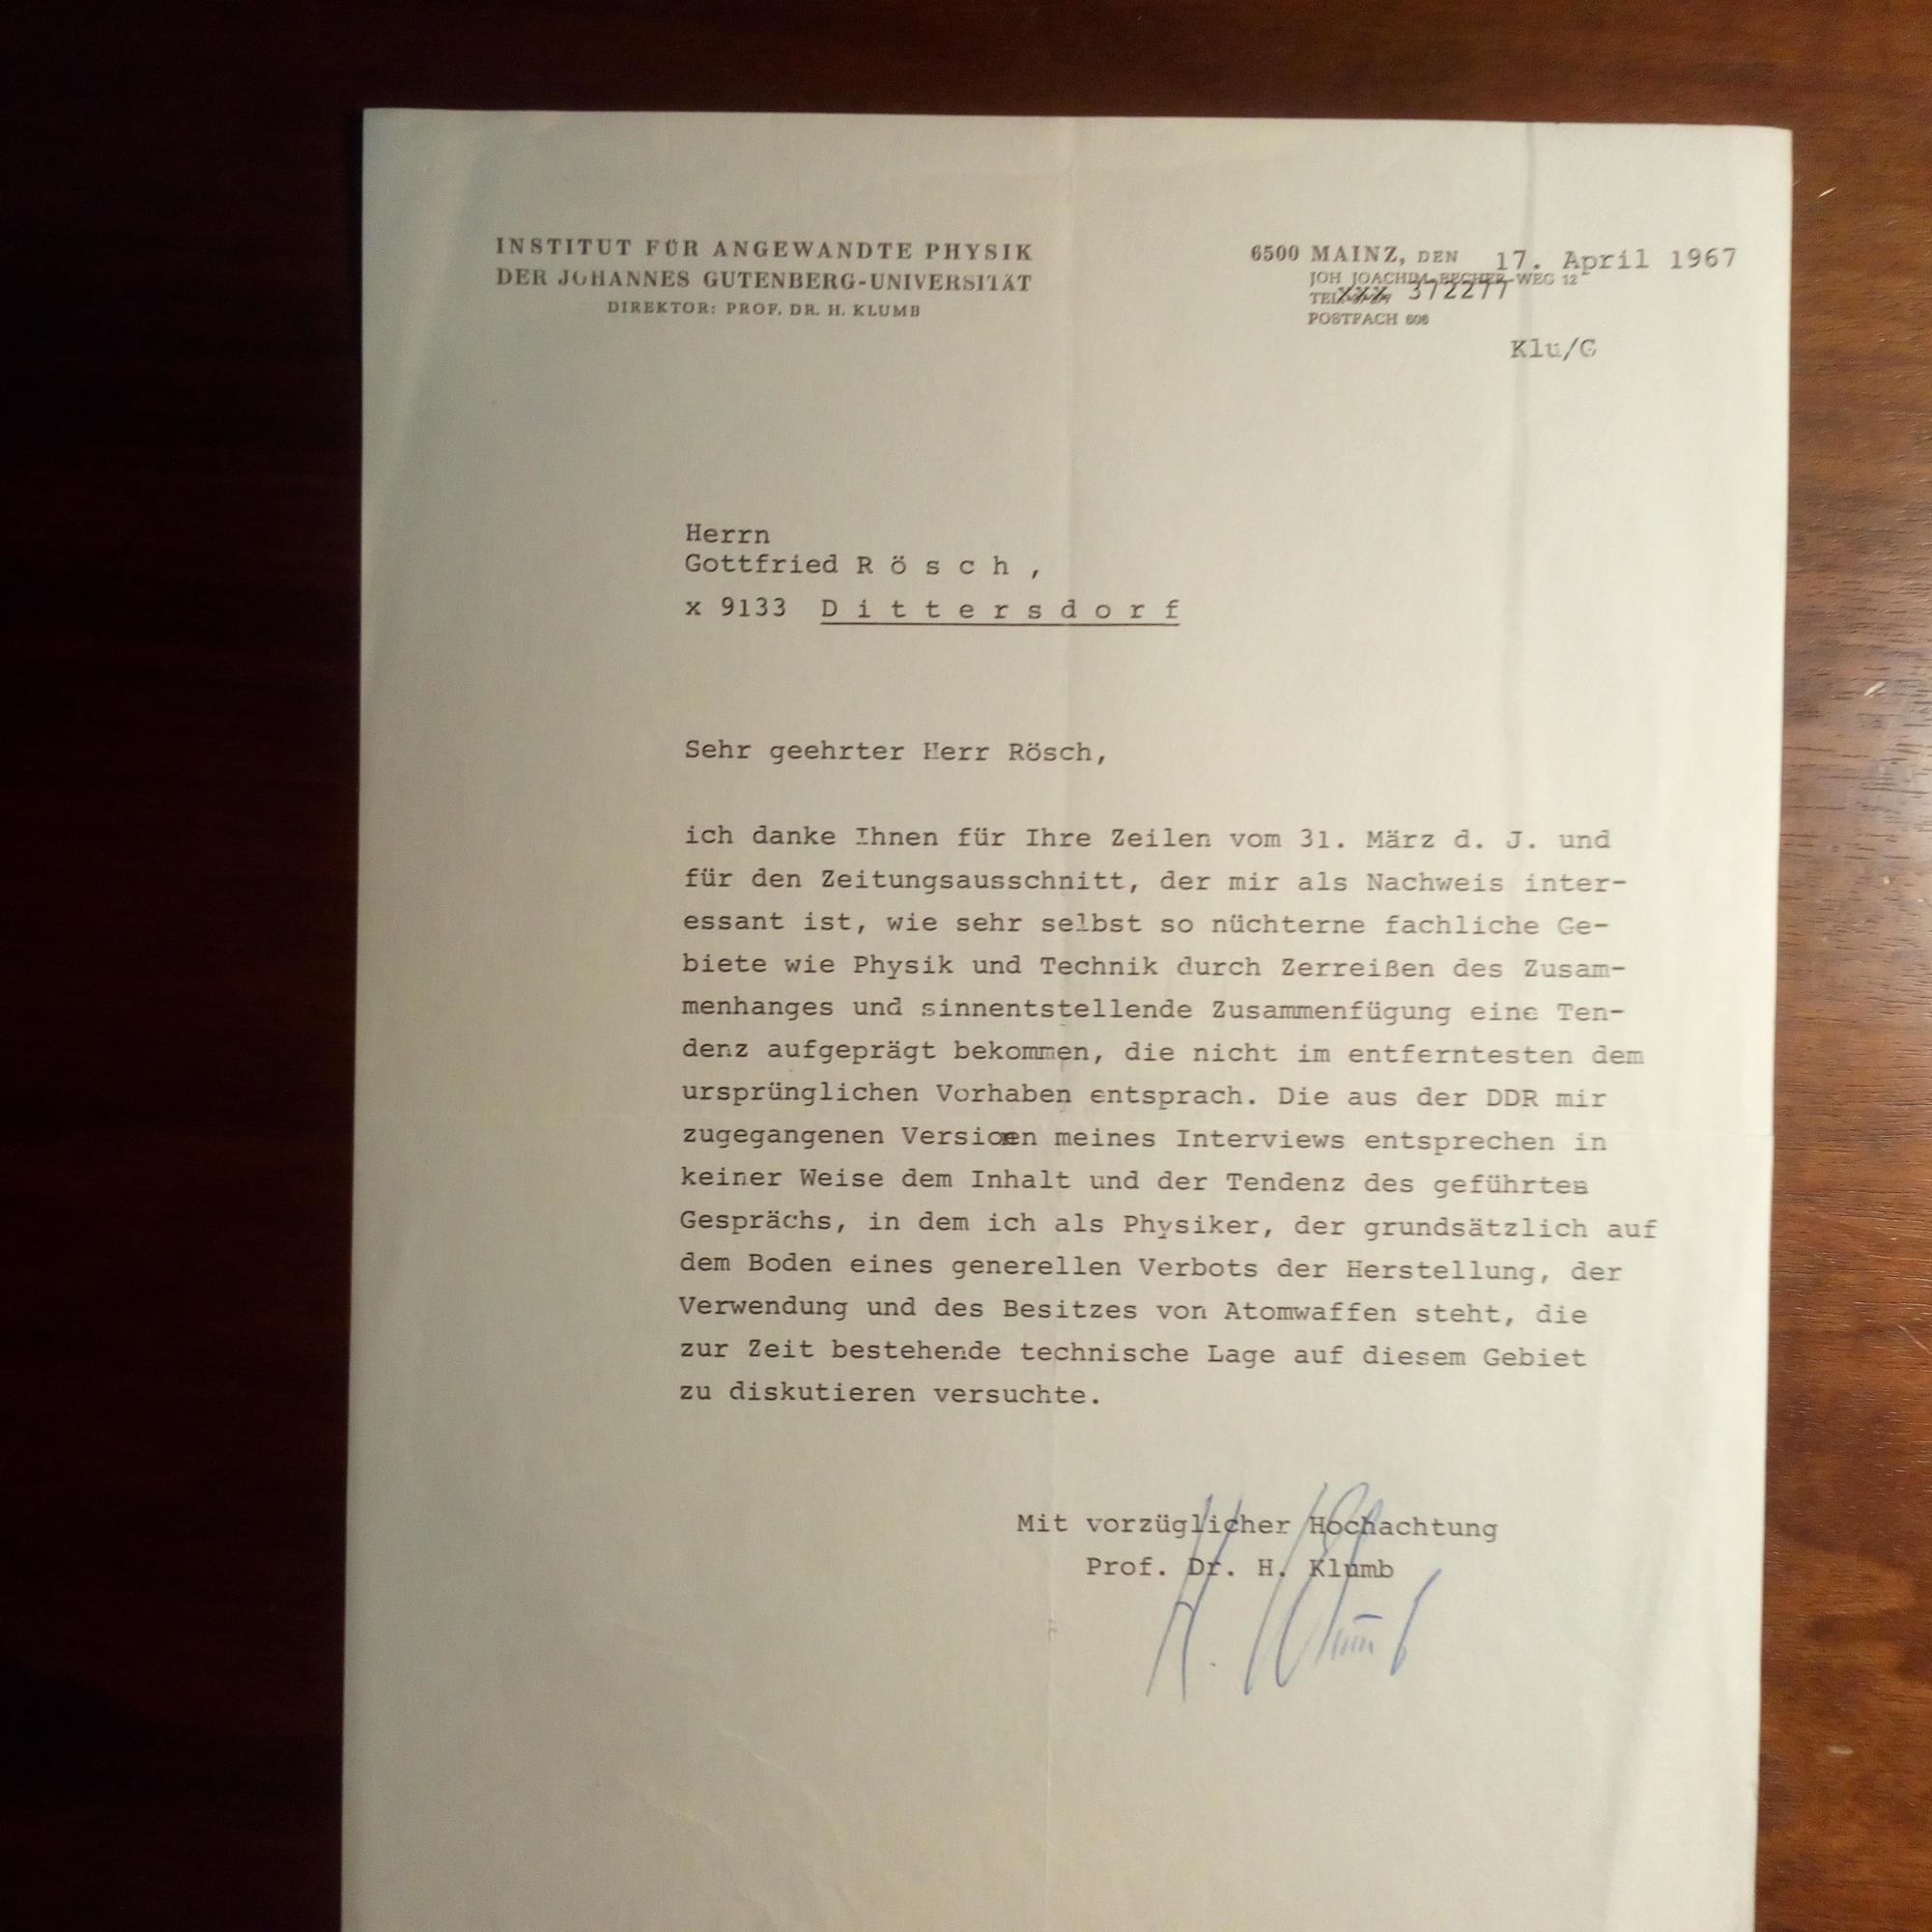 INSTITUT FÜR ANGEWANDTE PHYSIK
DER JOHANNES GUTENBERG-UNIVERSITÄT
DIREKTOR: PROF. DR. H. KLUMB
6500 MAINZ, DEN 17. April 1967
JOH JOACHIM-BECHER-WEG 12
TEL. 372277
POSTFACH 606
Klu/G
Herrn
Gottfried R ö s c h ,
x 9133 D i t t e r s d o r f
Sehr geehrter Herr Rösch,
ich danke Ihnen für Ihre Zeilen vom 31. März d. J. und
für den Zeitungsausschnitt, der mir als Nachweis inter-
essant ist, wie sehr selbst so nüchterne fachliche Ge-
biete wie Physik und Technik durch Zerreißen des Zusam-
menhanges und sinnentstellende Zusammenfügung eine Ten-
denz aufgeprägt bekommen, die nicht im entferntesten dem
ursprünglichen Vorhaben entsprach. Die aus der DDR mir
zugegangenen Versionen meines Interviews entsprechen in
keiner Weise dem Inhalt und der Tendenz des geführten
Gesprächs, in dem ich als Physiker, der grundsätzlich auf
dem Boden eines generellen Verbots der Herstellung, der
Verwendung und des Besitzes von Atomwaffen steht, die
zur Zeit bestehende technische Lage auf diesem Gebiet
zu diskutieren versuchte.
Mit vorzüglicher Hochachtung
Prof. Dr. H. Klumb
H. Klumb